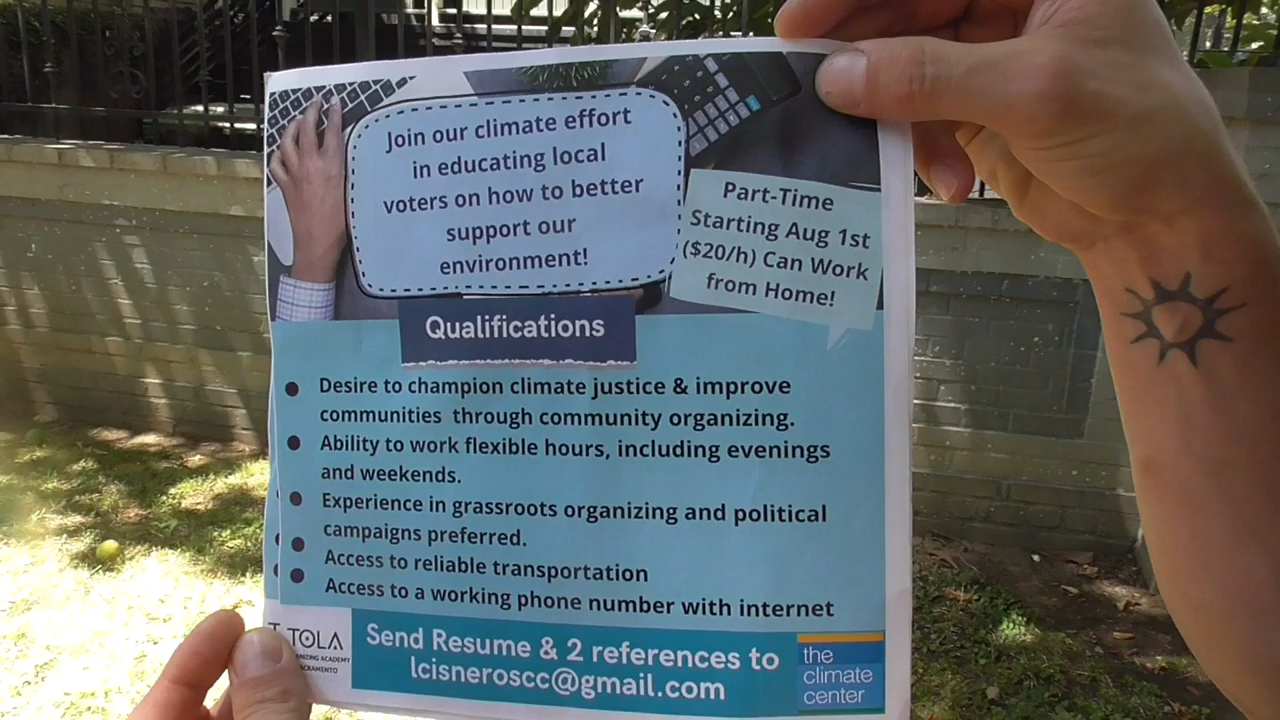 Join our climate effort
in educating local
voters on how to better
support our
environment!
Part-Time
Starting Aug 1st
($20/h) Can Work
from Home!
Qualifications
Desire to champion climate justice & improve
communities through community organizing.
Ability to work flexible hours, including evenings
and weekends.
Experience in grassroots organizing and political
campaigns preferred.
Access to reliable transportation
Access to a working phone number with internet
TOLA
ACADEMY
Send Resume & 2 references to
lcisneroscc@gmail.com
the
climate
center